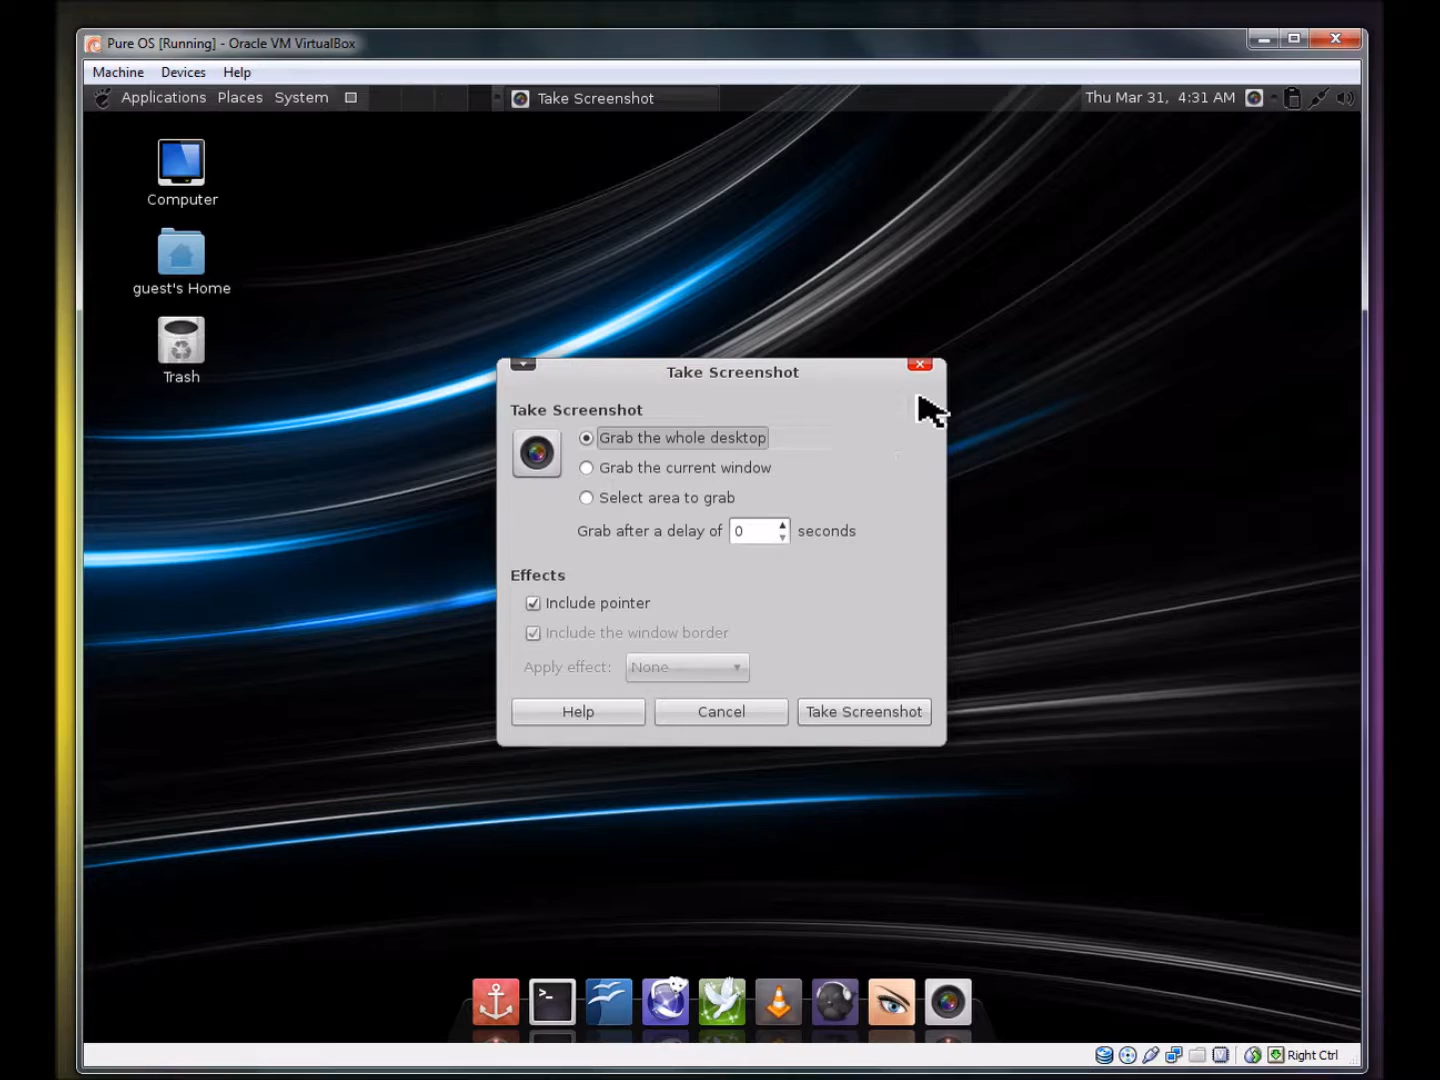 Pure OS [Running] - Oracle VM VirtualBox
Machine Devices Help
Applications Places System Take Screenshot Thu Mar 31, 4:31 AM
Computer
guest's Home
Trash
Take Screenshot
Take Screenshot
Grab the whole desktop
Grab the current window
Select area to grab
Grab after a delay of 0 seconds
Effects
Include pointer
Include the window border
Apply effect: None
Help Cancel Take Screenshot
>_
Right Ctrl